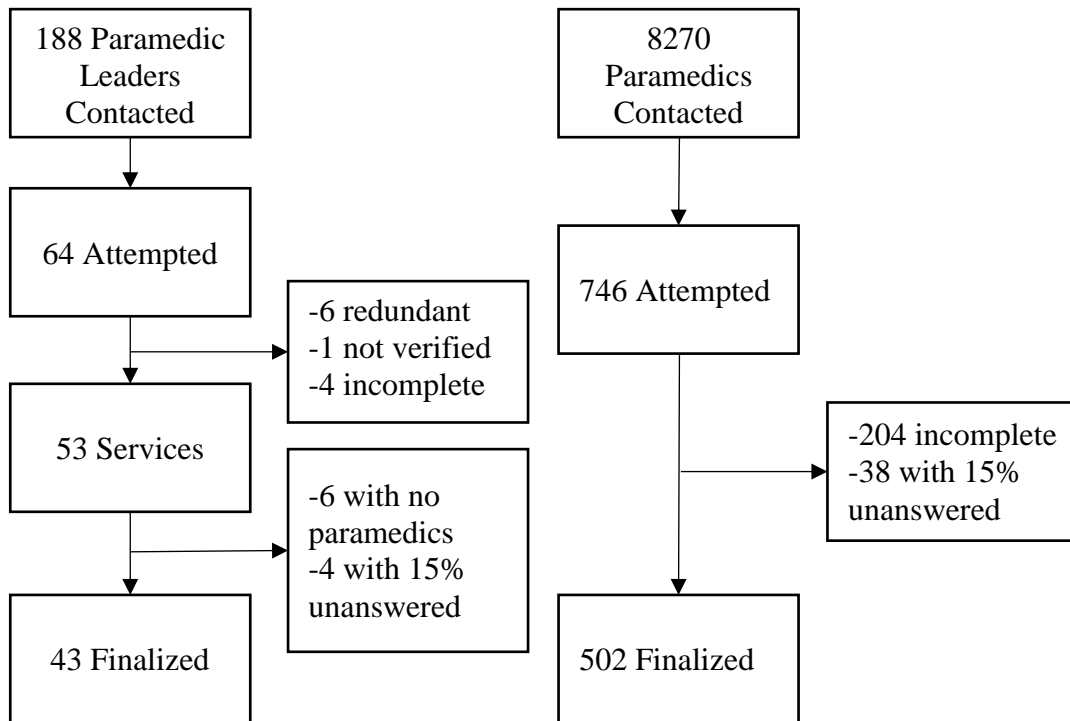 188 Paramedic
Leaders
Contacted
64 Attempted
-6 redundant
-1 not verified
-4 incomplete
53 Services
-6 with no
paramedics
-4 with 15%
unanswered
43 Finalized
8270
Paramedics
Contacted
746 Attempted
-204 incomplete
-38 with 15%
unanswered
502 Finalized